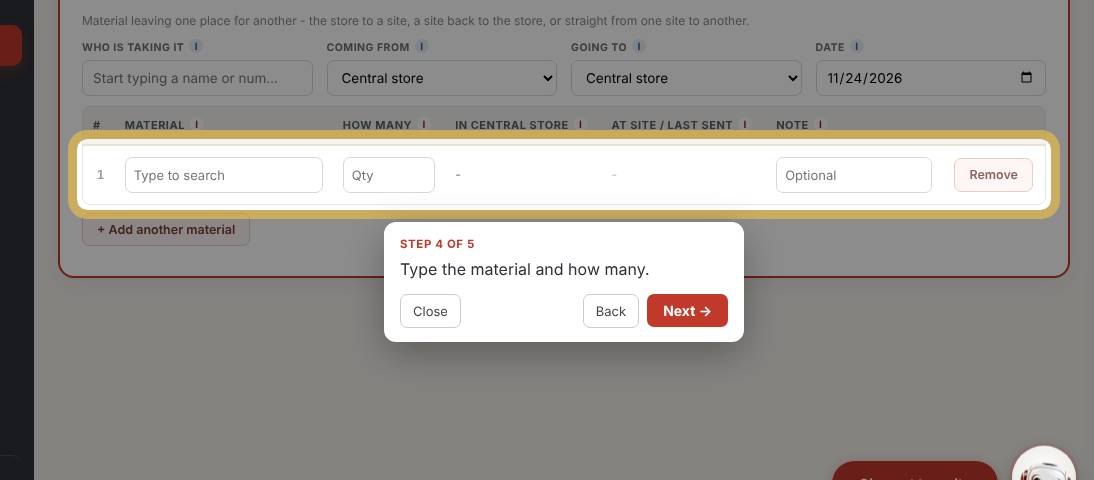 Material leaving one place for another - the store to a site, a site back to the store, or straight from one site to another.
WHO IS TAKING IT i COMING FROM i GOING TO i DATE i
Start typing a name or num... Central store Central store 11/24/2026
# MATERIAL i HOW MANY i IN CENTRAL STORE i AT SITE / LAST SENT i NOTE i
1 Type to search Qty - - Optional Remove
+ Add another material
STEP 4 OF 5
Type the material and how many.
Close Back Next →